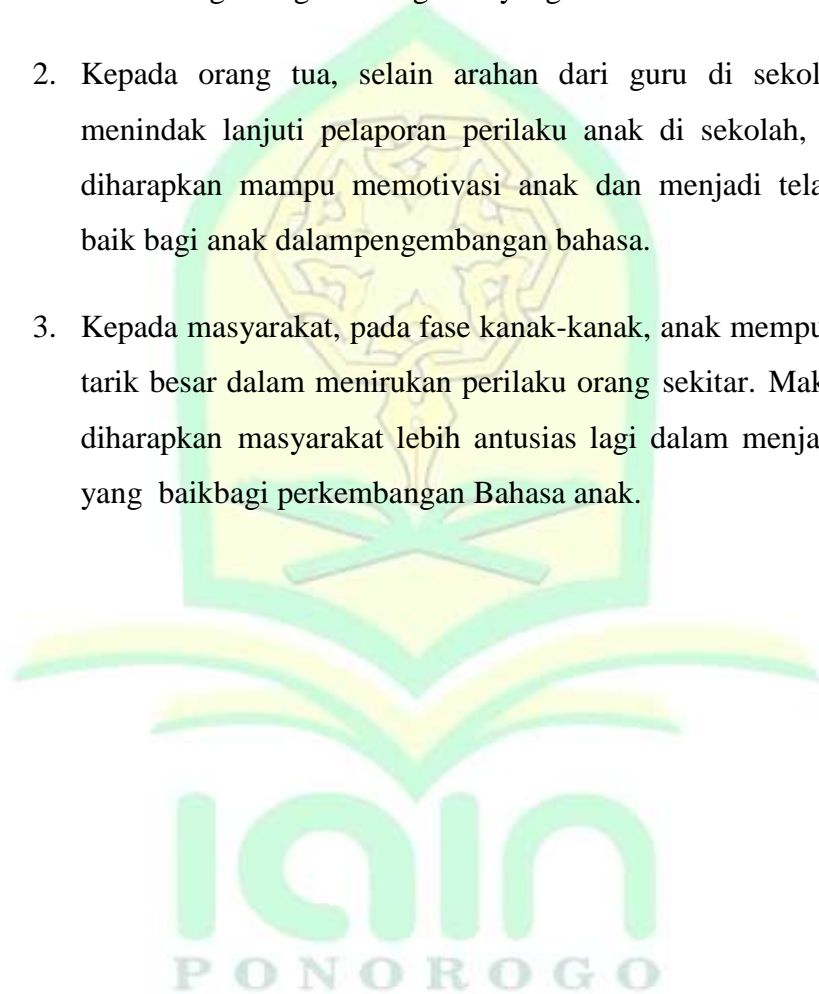 2. Kepada orang tua, selain arahan dari guru di sekol
menindak lanjuti pelaporan perilaku anak di sekolah,
diharapkan mampu memotivasi anak dan menjadi tela
baik bagi anak dalampengembangan bahasa.
3. Kepada masyarakat, pada fase kanak-kanak, anak mempu
tarik besar dalam menirukan perilaku orang sekitar. Mak
diharapkan masyarakat lebih antusias lagi dalam menja
yang baikbagi perkembangan Bahasa anak.
iain
PONOROGO